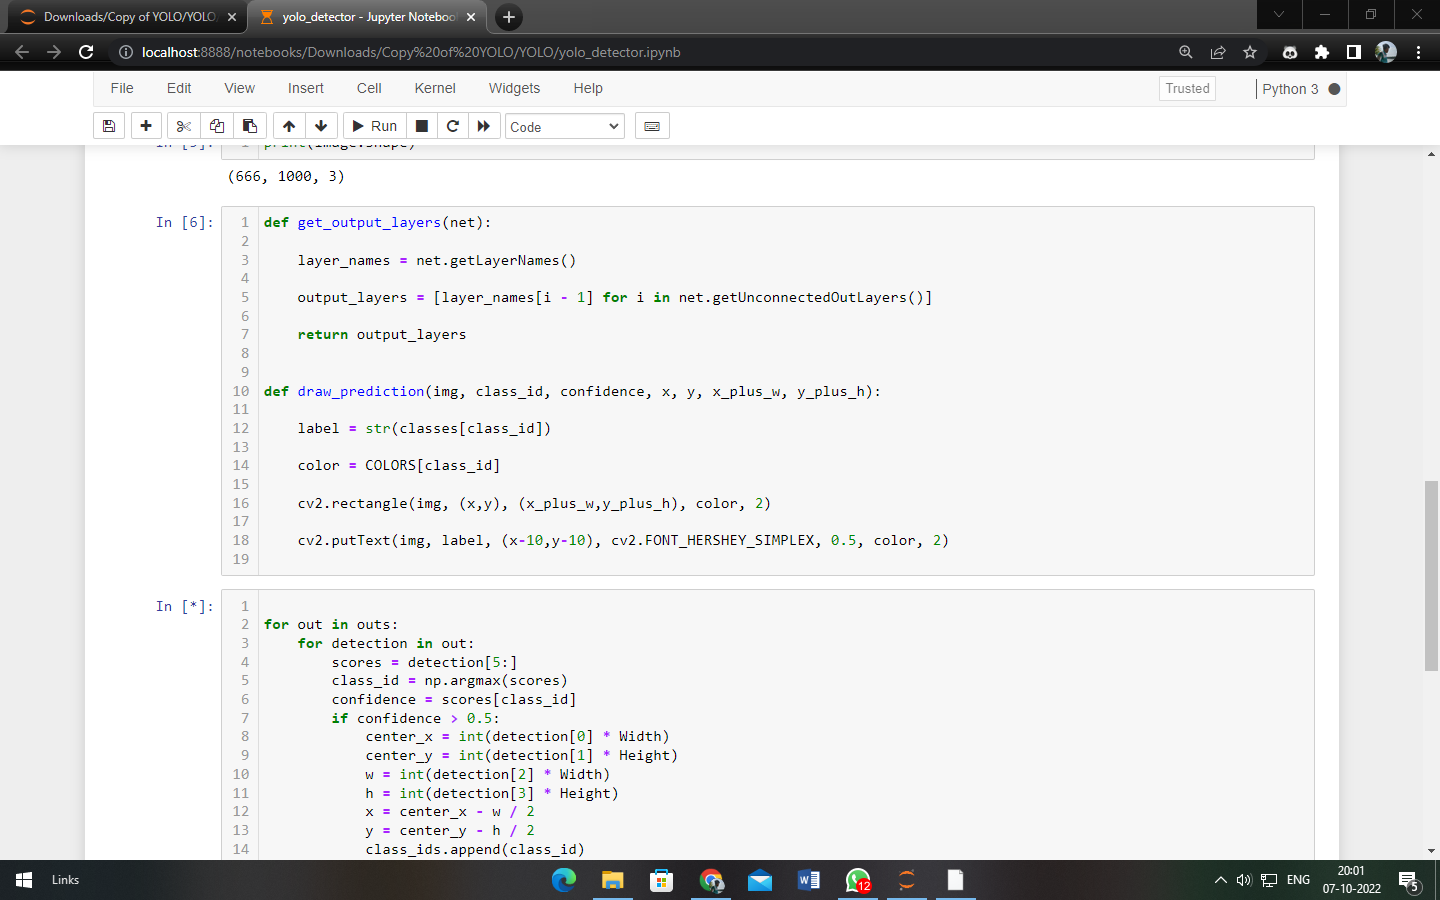 Downloads/Copy of YOLO/YOLO
yolo_detector - Jupyter Noteboo
localhost:8888/notebooks/Downloads/Copy%20of%20YOLO/YOLO/yolo_detector.ipynb
File Edit View Insert Cell Kernel Widgets Help Trusted Python 3
Run Code
(666, 1000, 3)
In [6]:
1 def get_output_layers(net):
2
3 layer_names = net.getLayerNames()
4
5 output_layers = [layer_names[i - 1] for i in net.getUnconnectedOutLayers()]
6
7 return output_layers
8
9
10 def draw_prediction(img, class_id, confidence, x, y, x_plus_w, y_plus_h):
11
12 label = str(classes[class_id])
13
14 color = COLORS[class_id]
15
16 cv2.rectangle(img, (x,y), (x_plus_w,y_plus_h), color, 2)
17
18 cv2.putText(img, label, (x-10,y-10), cv2.FONT_HERSHEY_SIMPLEX, 0.5, color, 2)
19
In [*]:
1
2 for out in outs:
3 for detection in out:
4 scores = detection[5:]
5 class_id = np.argmax(scores)
6 confidence = scores[class_id]
7 if confidence > 0.5:
8 center_x = int(detection[0] * Width)
9 center_y = int(detection[1] * Height)
10 w = int(detection[2] * Width)
11 h = int(detection[3] * Height)
12 x = center_x - w / 2
13 y = center_y - h / 2
14 class_ids.append(class_id)
Links
12
ENG
20:01
07-10-2022
5